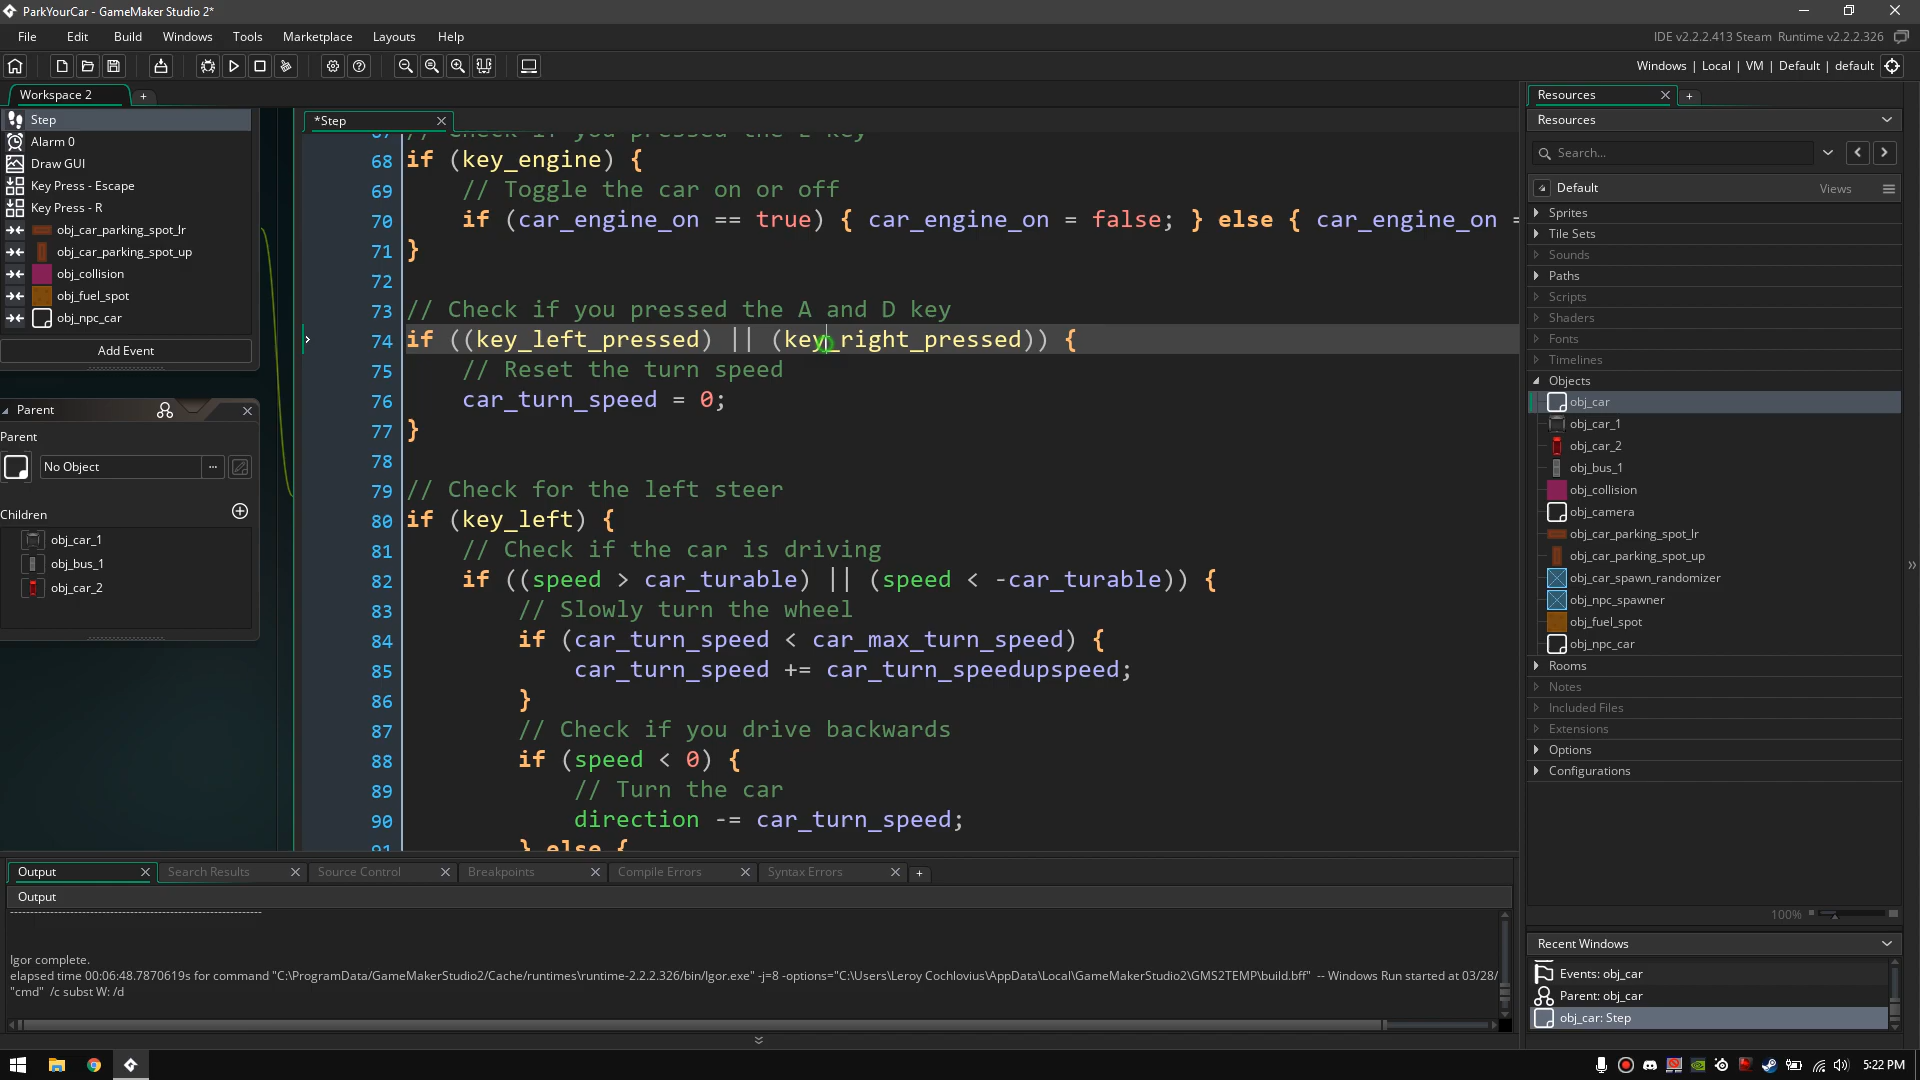 ParkYourCar - GameMaker Studio 2*
File Edit Build Windows Tools Marketplace Layouts Help
IDE v2.2.2.413 Steam Runtime v2.2.2.326
Windows | Local | VM | Default | default
Workspace 2
Step
Alarm 0
Draw GUI
Key Press - Escape
Key Press - R
obj_car_parking_spot_lr
obj_car_parking_spot_up
obj_collision
obj_fuel_spot
obj_npc_car
Add Event
Parent
Parent
No Object
Children
obj_car_1
obj_bus_1
obj_car_2
*Step
68 if (key_engine) {
69 // Toggle the car on or off
70 if (car_engine_on == true) { car_engine_on = false; } else { car_engine_on =
71 }
72
73 // Check if you pressed the A and D key
74 if ((key_left_pressed) || (key_right_pressed)) {
75 // Reset the turn speed
76 car_turn_speed = 0;
77 }
78
79 // Check for the left steer
80 if (key_left) {
81 // Check if the car is driving
82 if ((speed > car_turable) || (speed < -car_turable)) {
83 // Slowly turn the wheel
84 if (car_turn_speed < car_max_turn_speed) {
85 car_turn_speed += car_turn_speedupspeed;
86 }
87 // Check if you drive backwards
88 if (speed < 0) {
89 // Turn the car
90 direction -= car_turn_speed;
91 } else {
Output
Search Results
Source Control
Breakpoints
Compile Errors
Syntax Errors
Output
Igor complete.
elapsed time 00:06:48.7870619s for command "C:\ProgramData/GameMakerStudio2/Cache/runtimes\runtime-2.2.2.326/bin/Igor.exe" -j=8 -options="C:\Users\Leroy Cochlovius\AppData\Local\GameMakerStudio2\GMS2TEMP\build.bff" -- Windows Run started at 03/28/
"cmd" /c subst W: /d
Resources
Resources
Search...
Default
Views
Sprites
Tile Sets
Sounds
Paths
Scripts
Shaders
Fonts
Timelines
Objects
obj_car
obj_car_1
obj_car_2
obj_bus_1
obj_collision
obj_camera
obj_car_parking_spot_lr
obj_car_parking_spot_up
obj_car_spawn_randomizer
obj_npc_spawner
obj_fuel_spot
obj_npc_car
Rooms
Notes
Included Files
Extensions
Options
Configurations
100%
Recent Windows
Events: obj_car
Parent: obj_car
obj_car: Step
5:22 PM